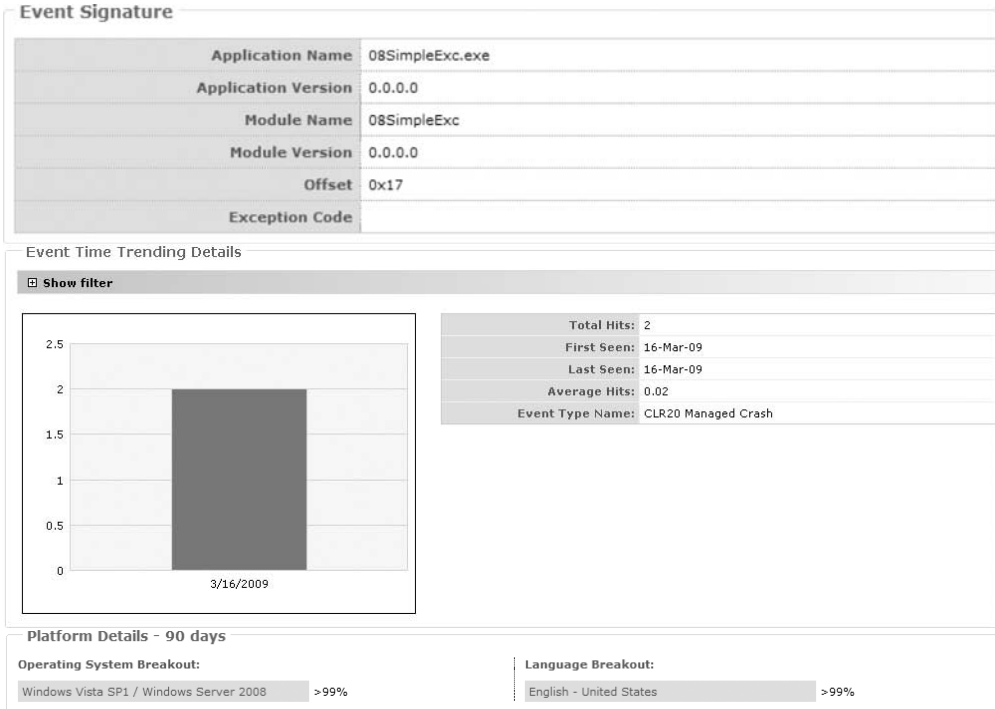 Event Signature
Application Name 08SimpleExc.exe
Application Version 0.0.0.0
Module Name 08SimpleExc
Module Version 0.0.0.0
Offset 0x17
Exception Code
Event Time Trending Details
Show filter
2.5
2
1.5
1
0.5
0
3/16/2009
Total Hits: 2
First Seen: 16-Mar-09
Last Seen: 16-Mar-09
Average Hits: 0.02
Event Type Name: CLR20 Managed Crash
Platform Details - 90 days
Operating System Breakout:
Windows Vista SP1 / Windows Server 2008 >99%
Language Breakout:
English - United States >99%